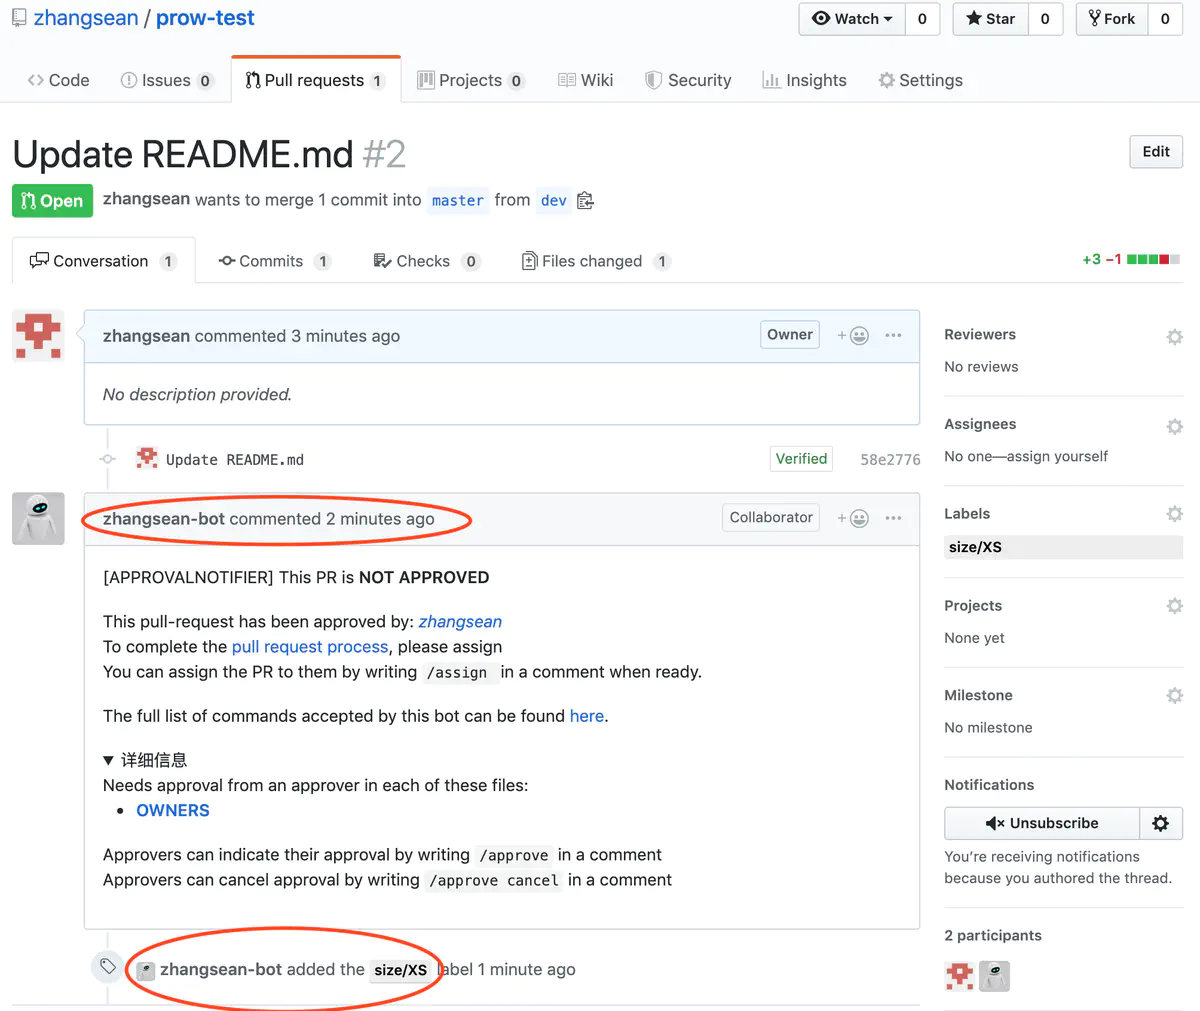 zhangsean / prow-test
Watch 0 Star 0 Fork 0
Code Issues 0 Pull requests 1 Projects 0 Wiki Security Insights Settings
Update README.md #2
Edit
Open zhangsean wants to merge 1 commit into master from dev
Conversation 1 Commits 1 Checks 0 Files changed 1
+3 −1
zhangsean commented 3 minutes ago
Owner
No description provided.
Update README.md
Verified 58e2776
zhangsean-bot commented 2 minutes ago
Collaborator
[APPROVALNOTIFIER] This PR is NOT APPROVED
This pull-request has been approved by: zhangsean
To complete the pull request process, please assign
You can assign the PR to them by writing /assign in a comment when ready.
The full list of commands accepted by this bot can be found here.
▼ 详细信息
Needs approval from an approver in each of these files:
• OWNERS
Approvers can indicate their approval by writing /approve in a comment
Approvers can cancel approval by writing /approve cancel in a comment
zhangsean-bot added the size/XS label 1 minute ago
Reviewers
No reviews
Assignees
No one—assign yourself
Labels
size/XS
Projects
None yet
Milestone
No milestone
Notifications
Unsubscribe
You’re receiving notifications
because you authored the thread.
2 participants